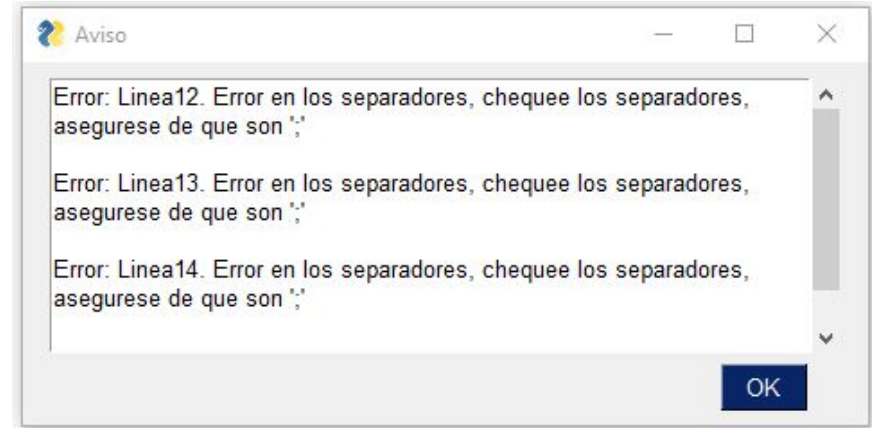 Aviso
Error: Linea12. Error en los separadores, chequee los separadores,
asegurese de que son ';'
Error: Linea13. Error en los separadores, chequee los separadores,
asegurese de que son ';'
Error: Linea14. Error en los separadores, chequee los separadores,
asegurese de que son ';'
OK